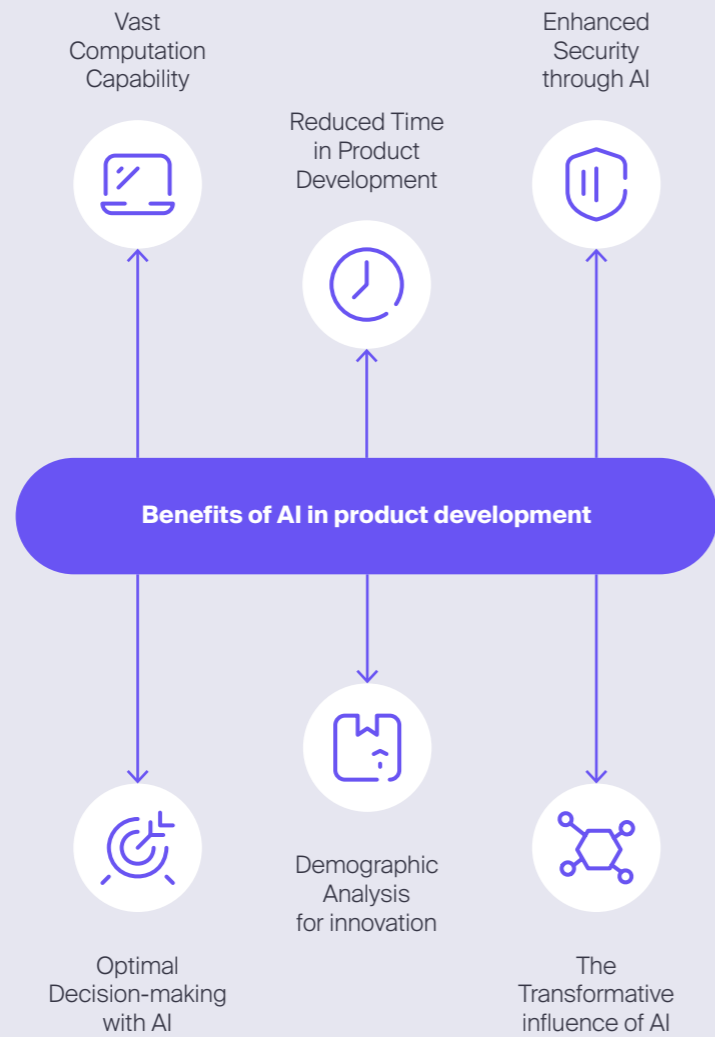 Vast
Computation
Capability
Reduced Time
in Product
Development
Enhanced
Security
through AI
Benefits of AI in product development
Optimal
Decision-making
with AI
Demographic
Analysis
for innovation
The
Transformative
influence of AI